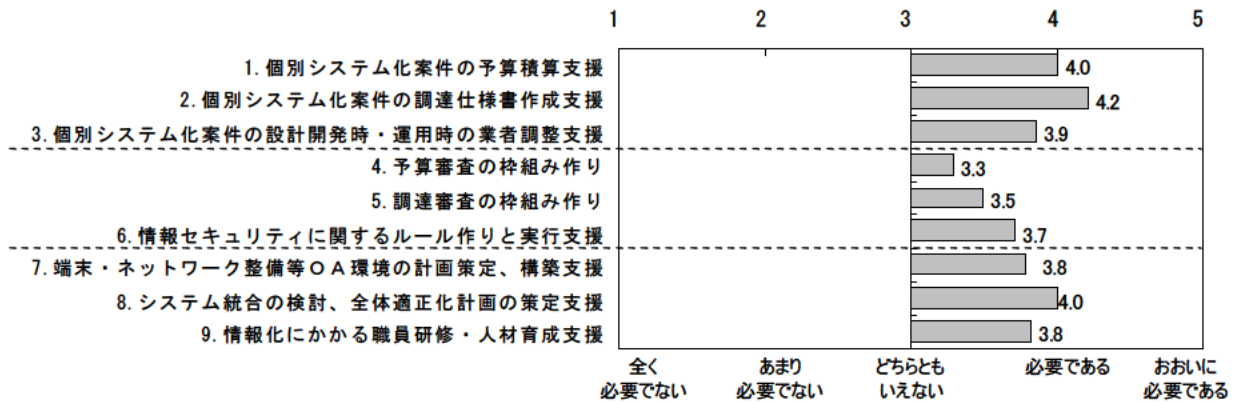 1 2 3 4 5
1.個別システム化案件の予算積算支援 4.0
2.個別システム化案件の調達仕様書作成支援 4.2
3.個別システム化案件の設計開発時・運用時の業者調整支援 3.9
4.予算審査の枠組み作り 3.3
5.調達審査の枠組み作り 3.5
6.情報セキュリティに関するルール作りと実行支援 3.7
7.端末・ネットワーク整備等OA環境の計画策定、構築支援 3.8
8.システム統合の検討、全体適正化計画の策定支援 4.0
9.情報化にかかる職員研修・人材育成支援 3.8
全く あまり どちらとも 必要である おおいに
必要でない 必要でない いえない 必要である